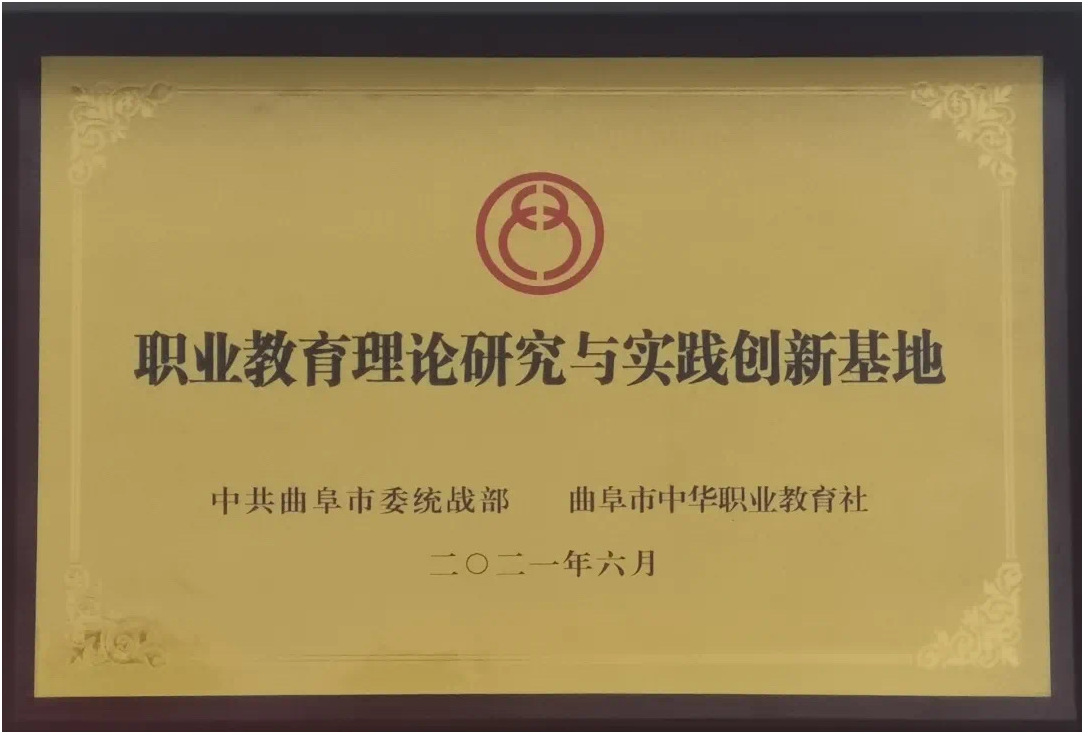 职业教育理论研究与实践创新基地
中共曲阜市委统战部 曲阜市中华职业教育社
二〇二一年六月